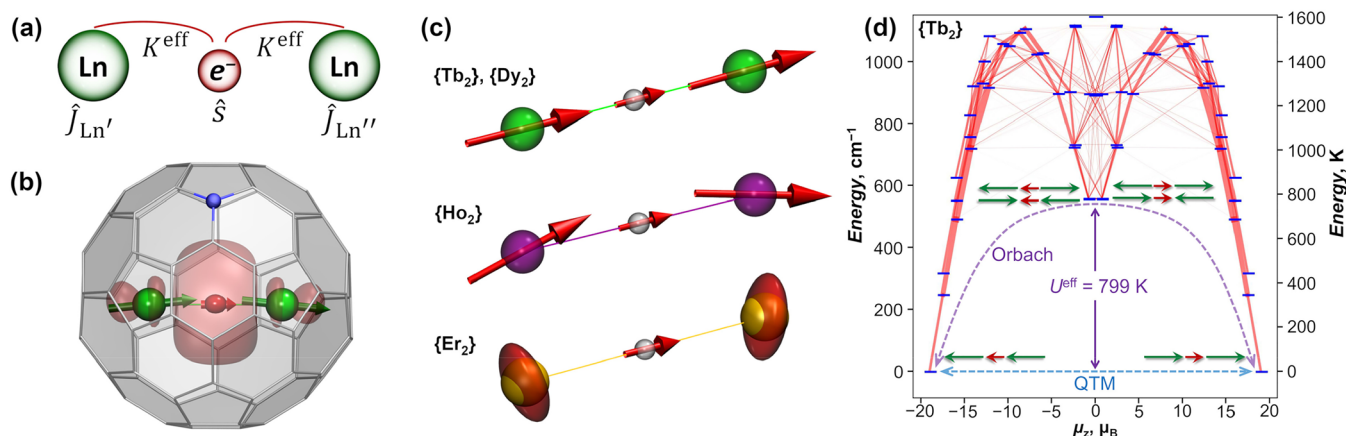 (a)
K^eff K^eff
Ln e⁻ Ln
Ĵ_Ln′ ŝ Ĵ_Ln′′
(b)
(c)
{Tb₂}, {Dy₂}
{Ho₂}
{Er₂}
(d)
{Tb₂}
1600
1400
1200
1000
800
600
400
200
0
Energy, K
1000
800
600
400
200
0
Energy, cm⁻¹
Orbach
U^eff = 799 K
QTM
−20 −15 −10 −5 0 5 10 15 20
μ_z, μ_B